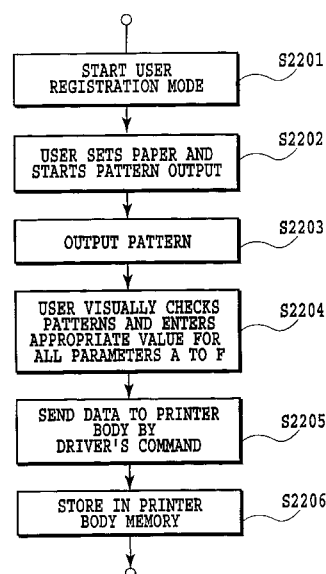 S2201
START USER
REGISTRATION MODE
S2202
USER SETS PAPER AND
STARTS PATTERN OUTPUT
S2203
OUTPUT PATTERN
S2204
USER VISUALLY CHECKS
PATTERNS AND ENTERS
APPROPRIATE VALUE FOR
ALL PARAMETERS A TO F
S2205
SEND DATA TO PRINTER
BODY BY
DRIVER'S COMMAND
S2206
STORE IN PRINTER
BODY MEMORY